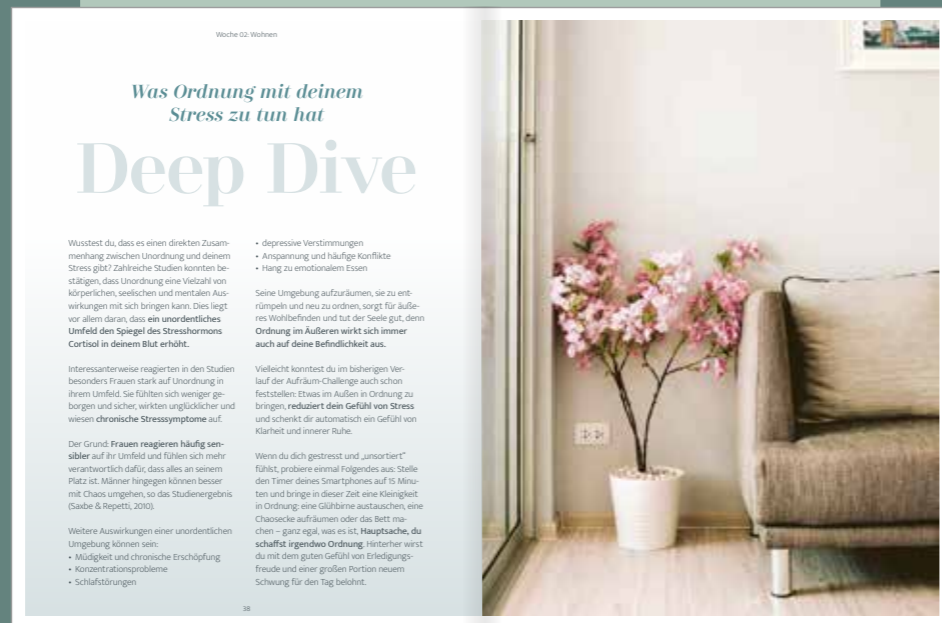 Woche 02: Wohnen
Was Ordnung mit deinem
Stress zu tun hat
Deep Dive
Wusstest du, dass es einen direkten Zusam-
menhang zwischen Unordnung und deinem
Stress gibt? Zahlreiche Studien konnten be-
stätigen, dass Unordnung eine Vielzahl von
körperlichen, seelischen und mentalen Aus-
wirkungen mit sich bringen kann. Dies liegt
vor allem daran, dass ein unordentliches
Umfeld den Spiegel des Stresshormons
Cortisol in deinem Blut erhöht.
Interessanterweise reagierten in den Studien
besonders Frauen stark auf Unordnung in
ihrem Umfeld. Sie fühlten sich weniger ge-
borgen und sicher, wirkten unglücklicher und
wiesen chronische Stresssymptome auf.
Der Grund: Frauen reagieren häufig sen-
sibler auf ihr Umfeld und fühlen sich mehr
verantwortlich dafür, dass alles an seinem
Platz ist. Männer hingegen können besser
mit Chaos umgehen, so das Studienergebnis
(Saxbe & Repetti, 2010).
Weitere Auswirkungen einer unordentlichen
Umgebung können sein:
• Müdigkeit und chronische Erschöpfung
• Konzentrationsprobleme
• Schlafstörungen
• depressive Verstimmungen
• Anspannung und häufige Konflikte
• Hang zu emotionalem Essen
Seine Umgebung aufzuräumen, sie zu ent-
rümpeln und neu zu ordnen, sorgt für äuße-
res Wohlbefinden und tut der Seele gut, denn
Ordnung im Äußeren wirkt sich immer
auch auf deine Befindlichkeit aus.
Vielleicht konntest du im bisherigen Ver-
lauf der Aufräum-Challenge auch schon
feststellen: Etwas im Außen in Ordnung zu
bringen, reduziert dein Gefühl von Stress
und schenkt dir automatisch ein Gefühl von
Klarheit und innerer Ruhe.
Wenn du dich gestresst und „unsortiert"
fühlst, probiere einmal Folgendes aus: Stelle
den Timer deines Smartphones auf 15 Minu-
ten und bringe in dieser Zeit eine Kleinigkeit
in Ordnung: eine Glühbirne austauschen, eine
Chaosecke aufräumen oder das Bett ma-
chen – ganz egal, was es ist, Hauptsache, du
schaffst irgendwo Ordnung. Hinterher wirst
du mit dem guten Gefühl von Erledigungs-
freude und einer großen Portion neuem
Schwung für den Tag belohnt.
38